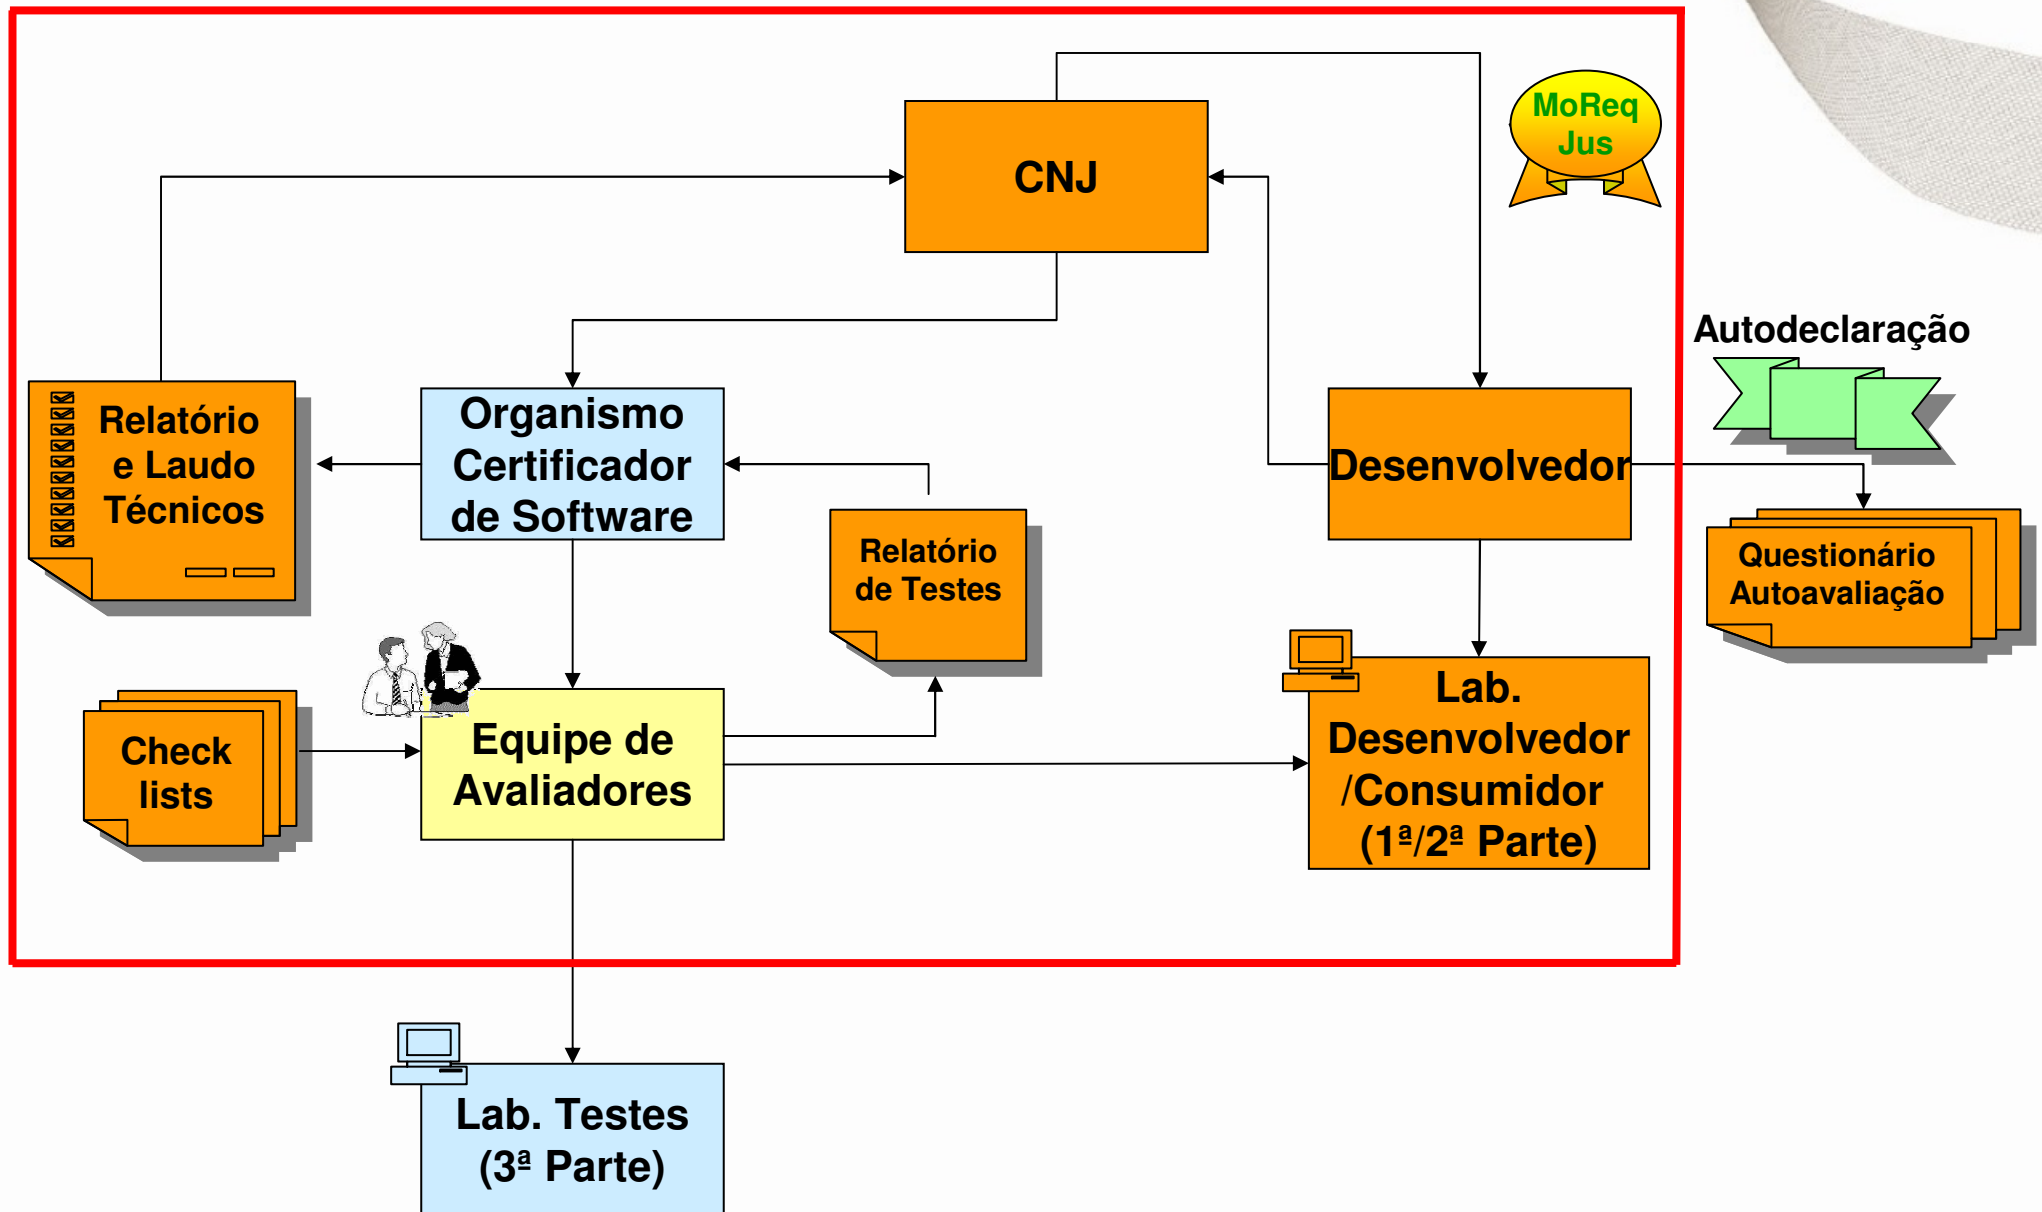 MoReq
Jus
CNJ
Autodeclaração
Relatório
e Laudo
Técnicos
Organismo
Certificador
de Software
Desenvolvedor
Relatório
de Testes
Questionário
Autoavaliação
Check
lists
Equipe de
Avaliadores
Lab.
Desenvolvedor
/Consumidor
(1ª/2ª Parte)
Lab. Testes
(3ª Parte)